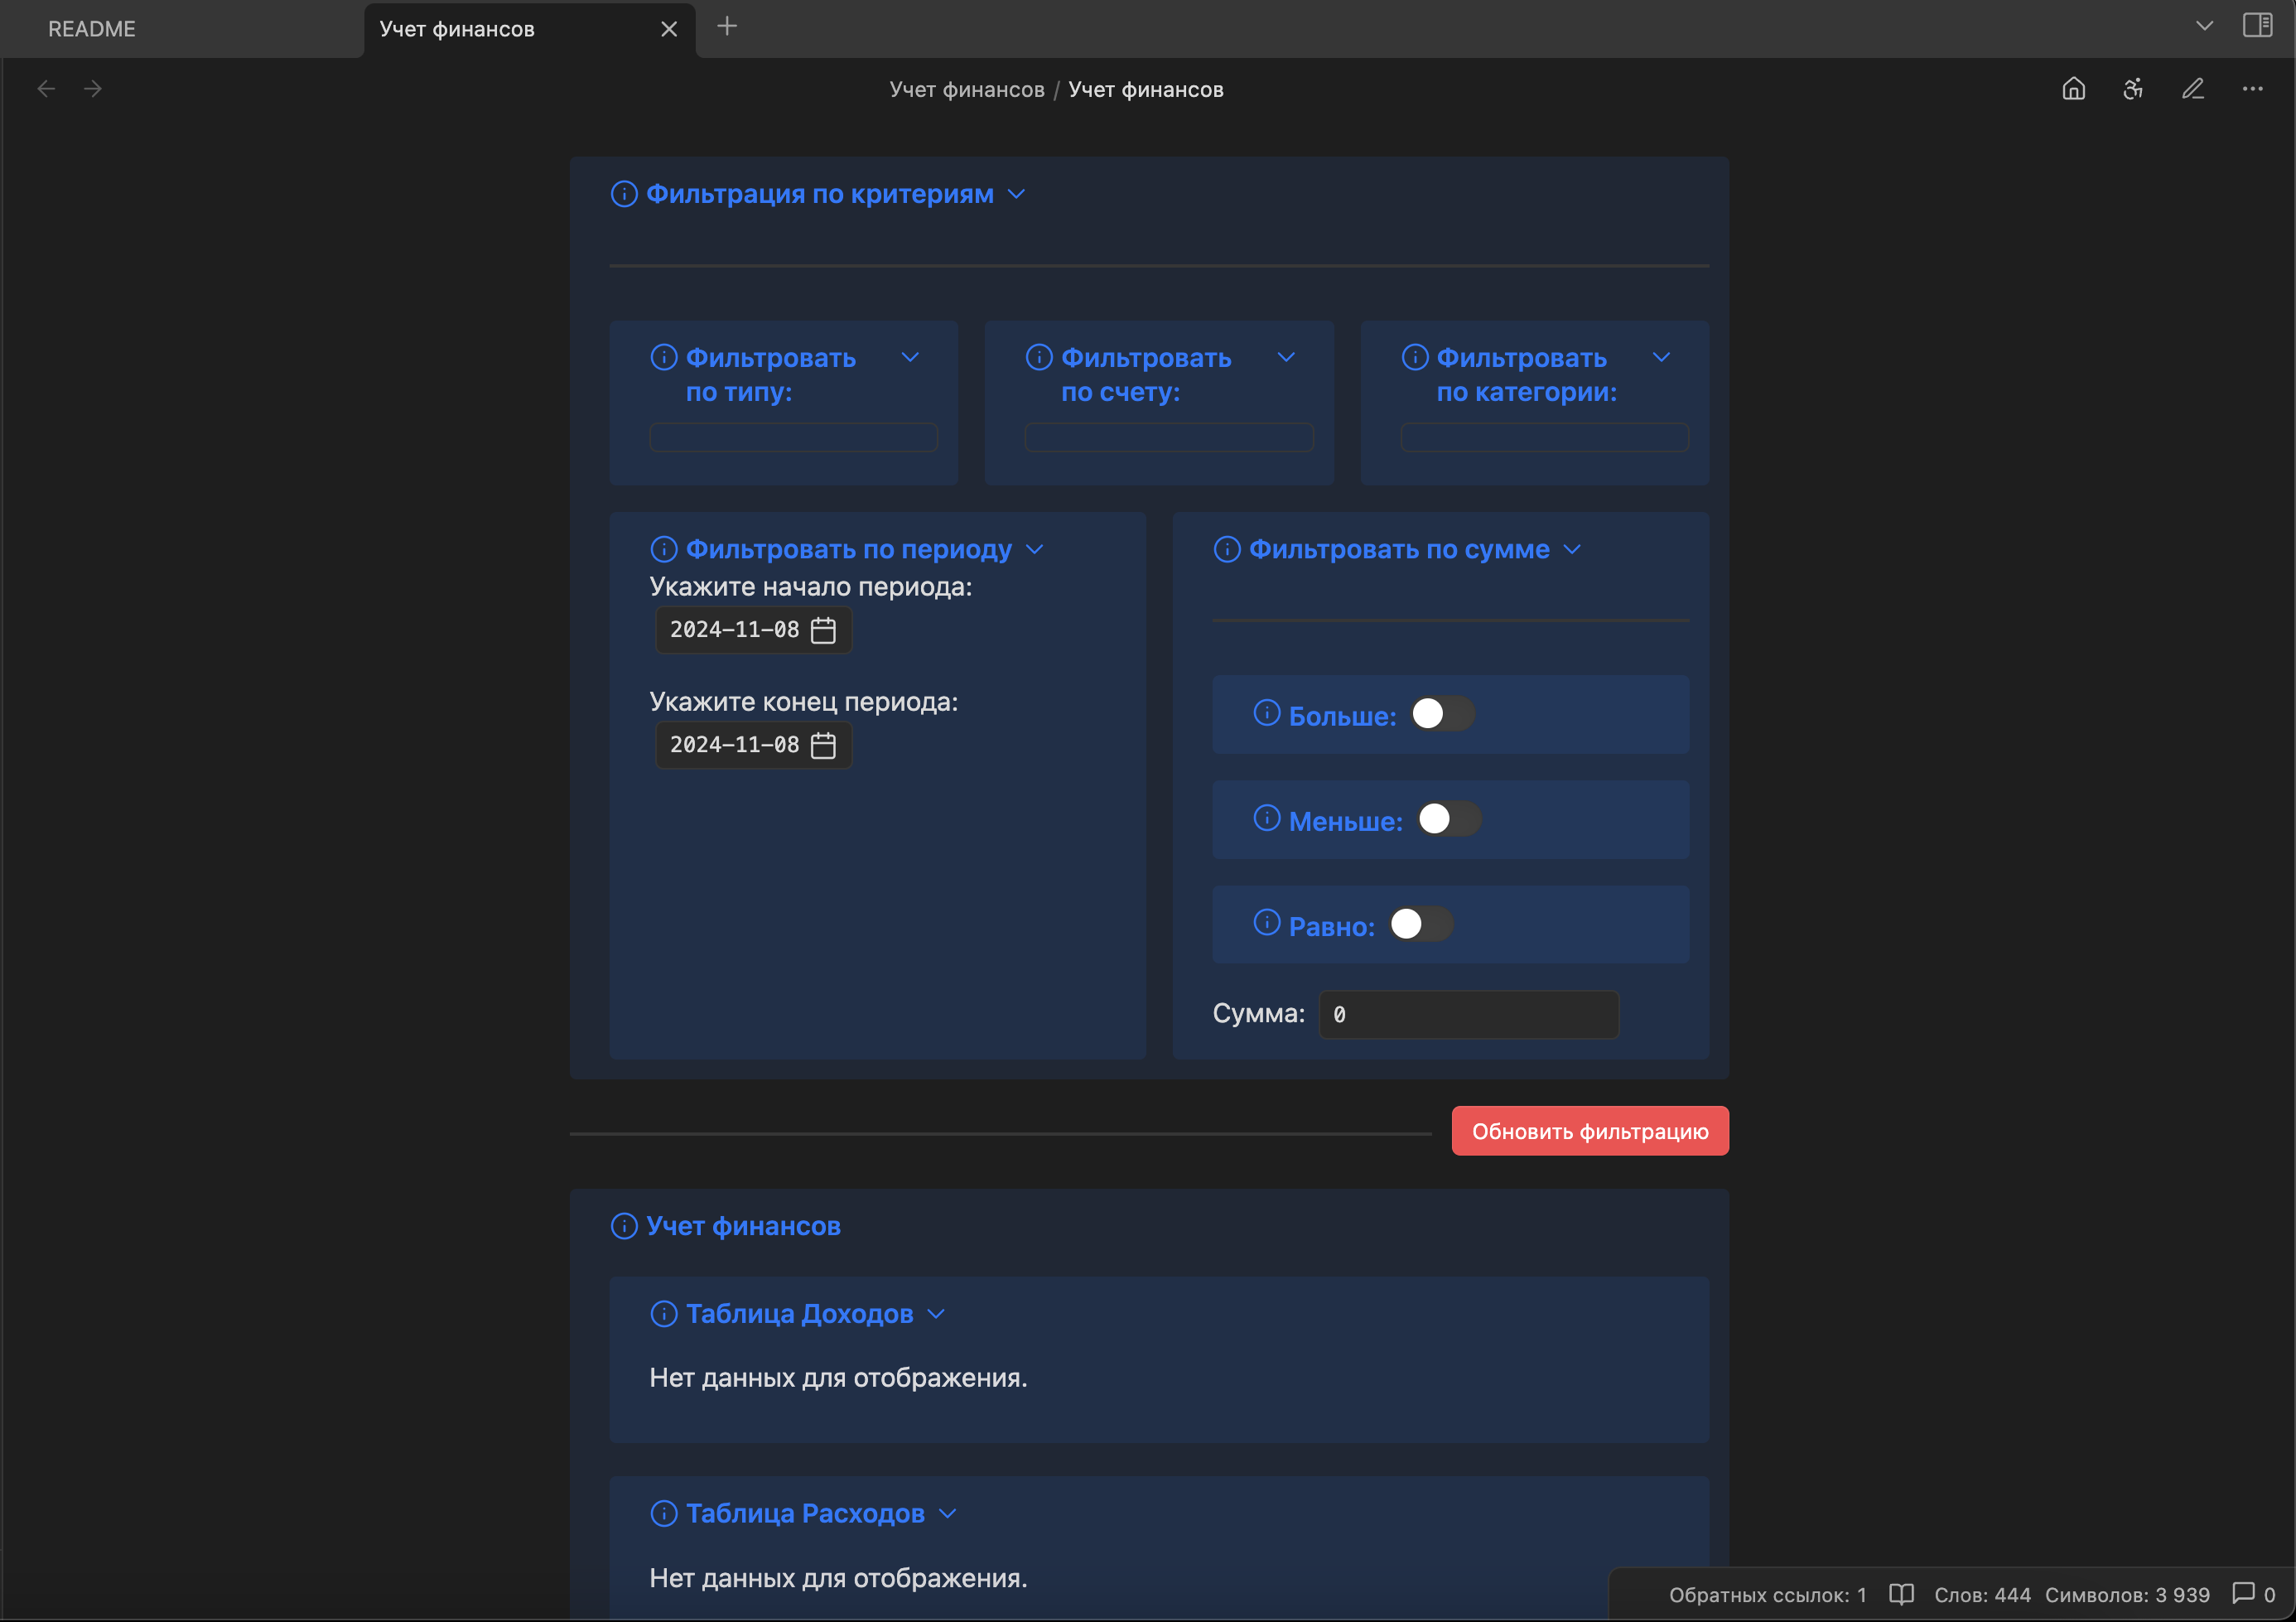 README
Учет финансов
Учет финансов / Учет финансов
Фильтрация по критериям
Фильтровать
по типу:
Фильтровать
по счету:
Фильтровать
по категории:
Фильтровать по периоду
Укажите начало периода:
2024-11-08
Укажите конец периода:
2024-11-08
Фильтровать по сумме
Больше:
Меньше:
Равно:
Сумма: 0
Обновить фильтрацию
Учет финансов
Таблица Доходов
Нет данных для отображения.
Таблица Расходов
Нет данных для отображения.
Обратных ссылок: 1 Слов: 444 Символов: 3 939 0